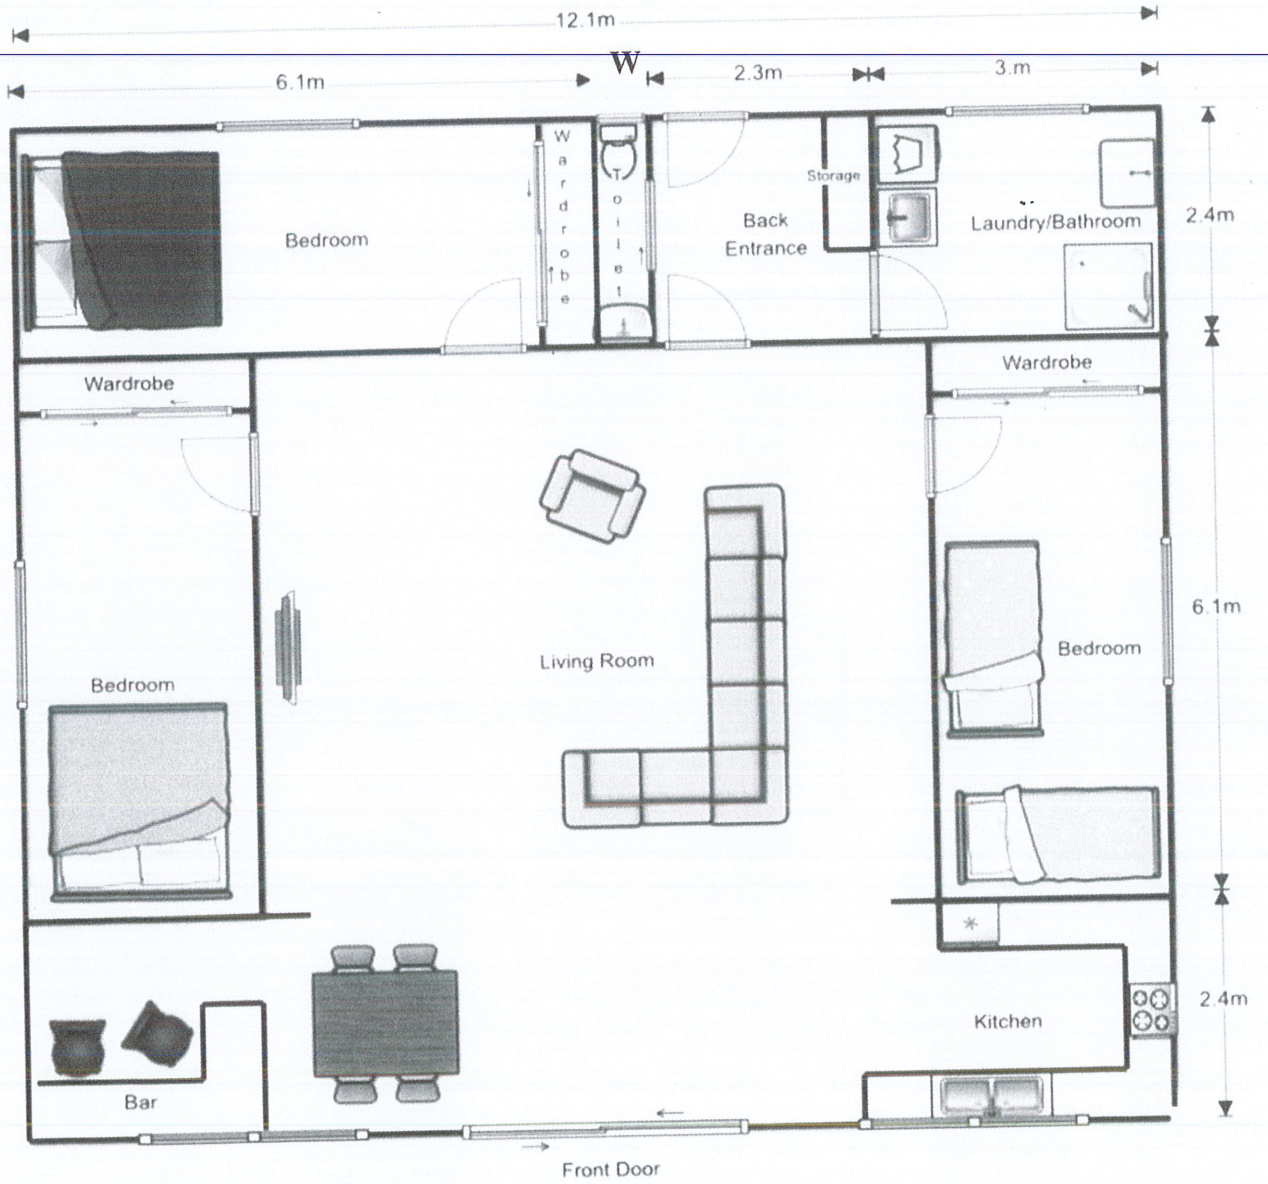 12.1m
W
6.1m
2.3m
3.m
Wardrobe
Toilet
Storage
Back
Entrance
Laundry/Bathroom
2.4m
Bedroom
Wardrobe
Wardrobe
6.1m
Living Room
Bedroom
Bedroom
2.4m
Kitchen
Bar
Front Door